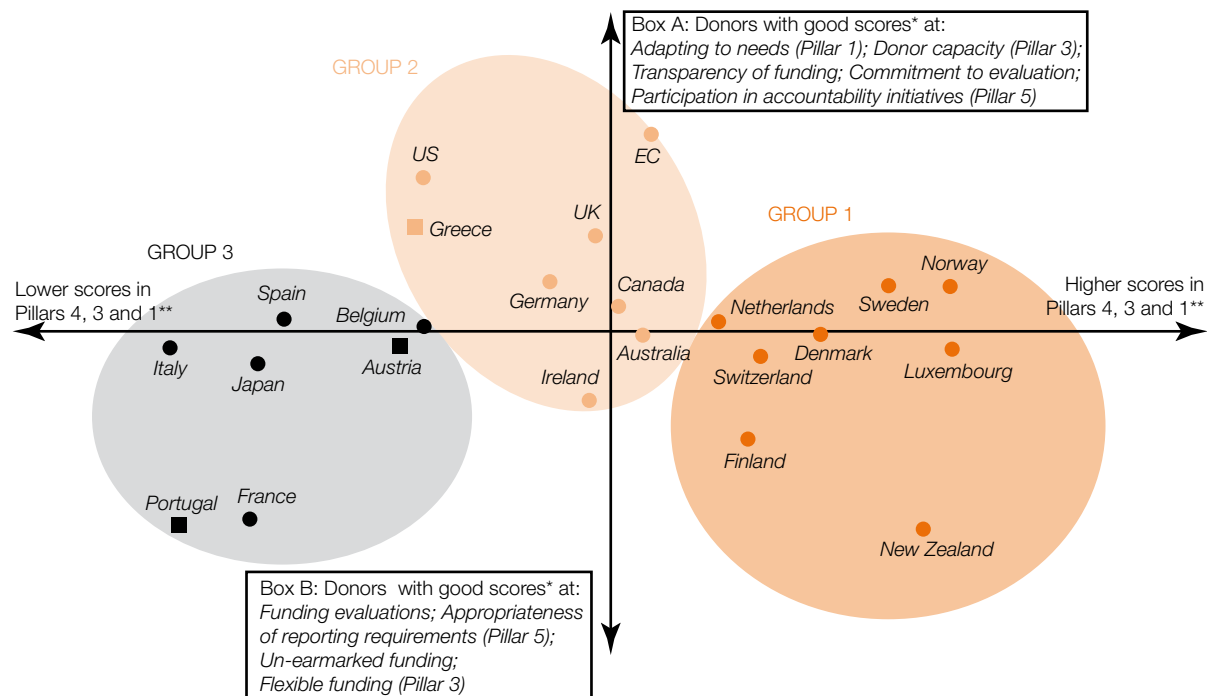 Box A: Donors with good scores* at:
Adapting to needs (Pillar 1); Donor capacity (Pillar 3);
Transparency of funding; Commitment to evaluation;
Participation in accountability initiatives (Pillar 5)
GROUP 2
US
EC
UK
Greece
GROUP 1
GROUP 3
Lower scores in
Pillars 4, 3 and 1**
Spain
Belgium
Germany
Canada
Netherlands
Sweden
Norway
Higher scores in
Pillars 4, 3 and 1**
Italy
Japan
Austria
Australia
Ireland
Switzerland
Denmark
Luxembourg
Finland
Portugal
France
New Zealand
Box B: Donors with good scores* at:
Funding evaluations; Appropriateness
of reporting requirements (Pillar 5);
Un-earmarked funding;
Flexible funding (Pillar 3)